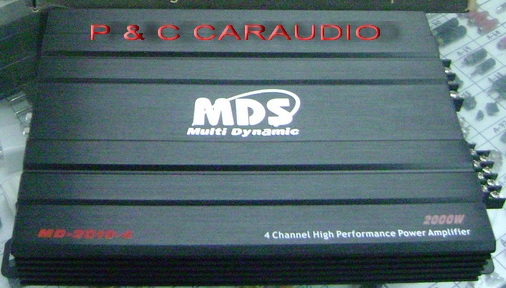 P & C CARAUDIO
MDS
Multi Dynamic
2000W
4 Channel High Performance Power Amplifier